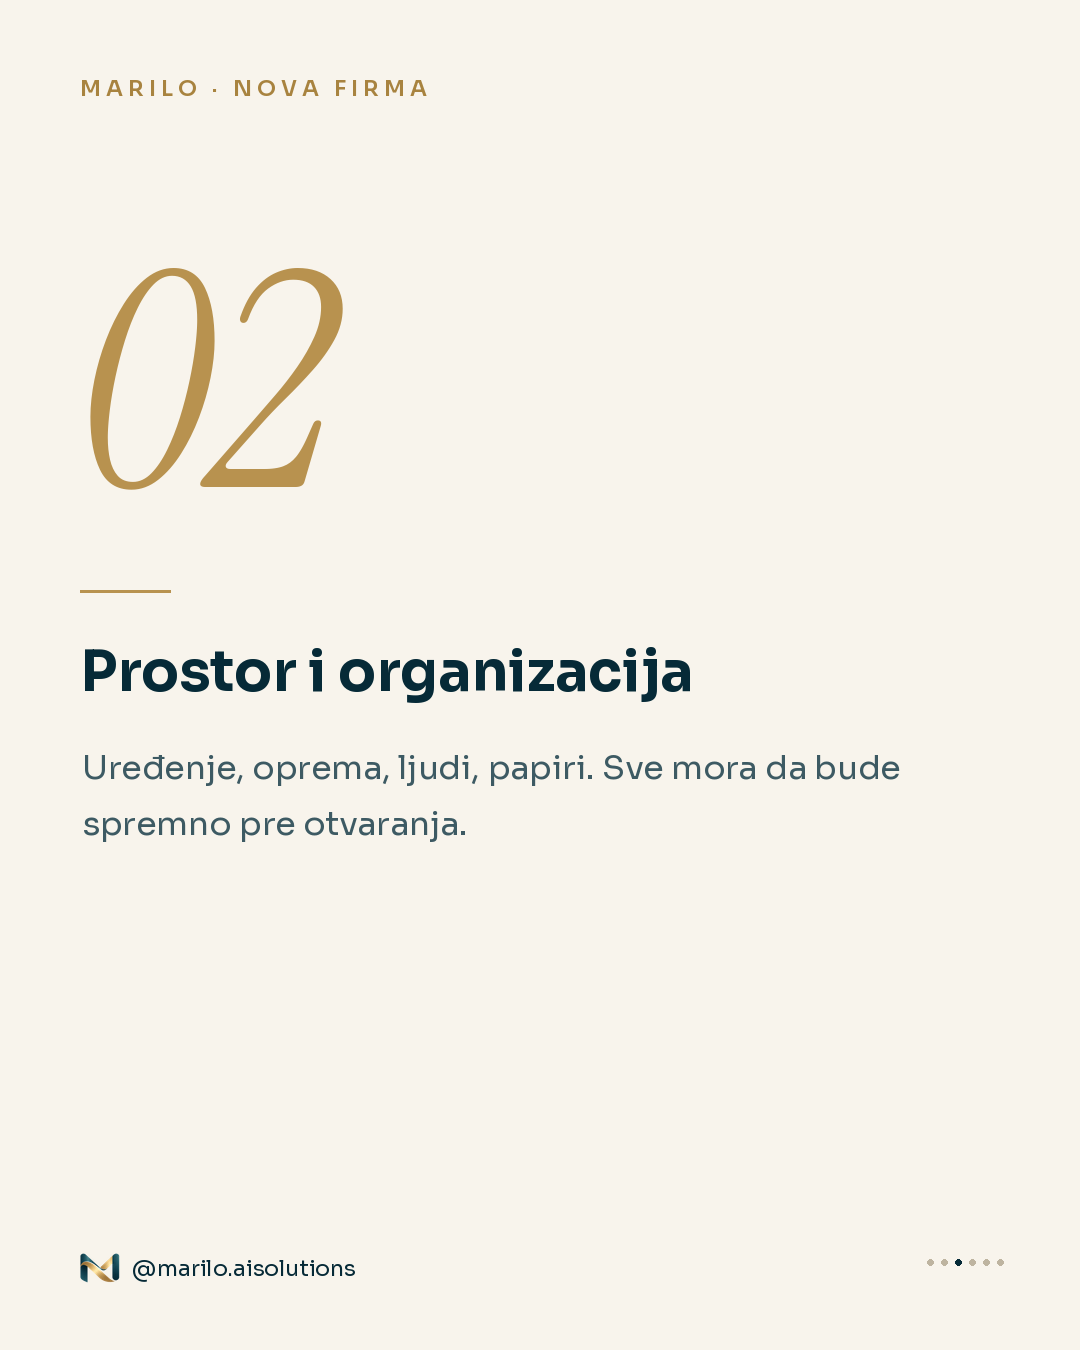 MARILO · NOVA FIRMA
02
Prostor i organizacija
Uređenje, oprema, ljudi, papiri. Sve mora da bude
spremno pre otvaranja.
@marilo.aisolutions